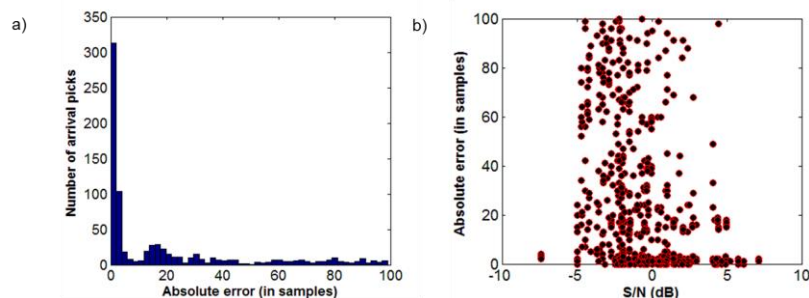 a)
350
300
250
200
150
100
50
0
Number of arrival picks
0 20 40 60 80 100
Absolute error (in samples)
b)
100
80
60
40
20
0
Absolute error (in samples)
-10 -5 0 5 10
S/N (dB)